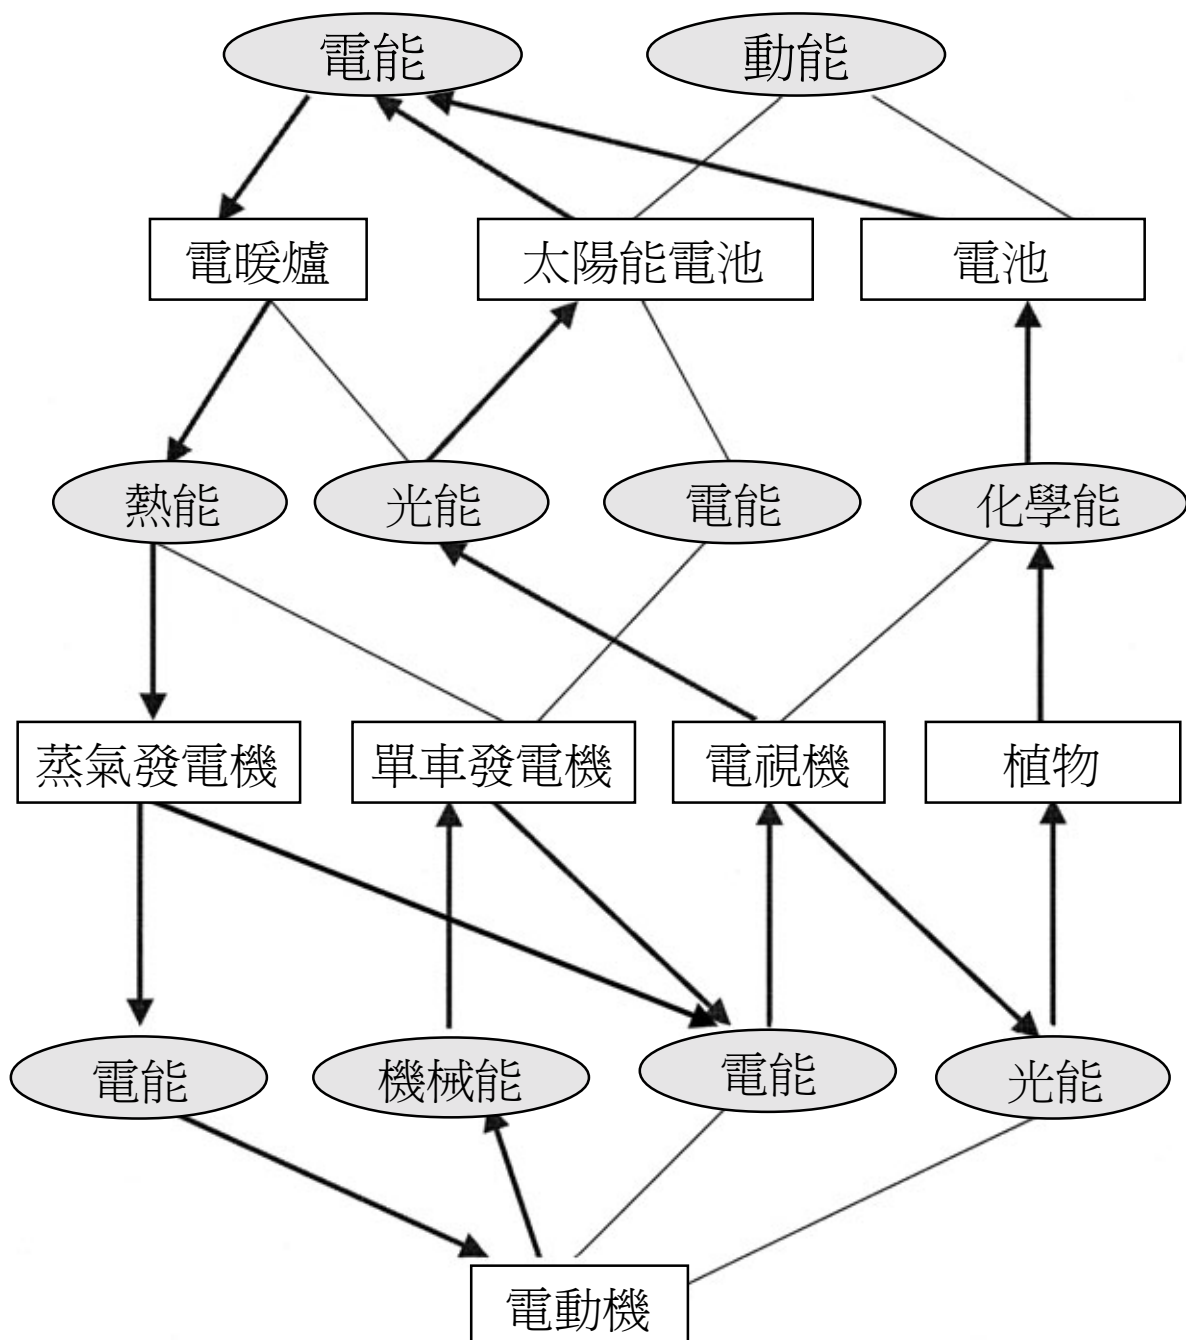 電能
動能
電暖爐
太陽能電池
電池
熱能
光能
電能
化學能
蒸氣發電機
單車發電機
電視機
植物
電能
機械能
電能
光能
電動機